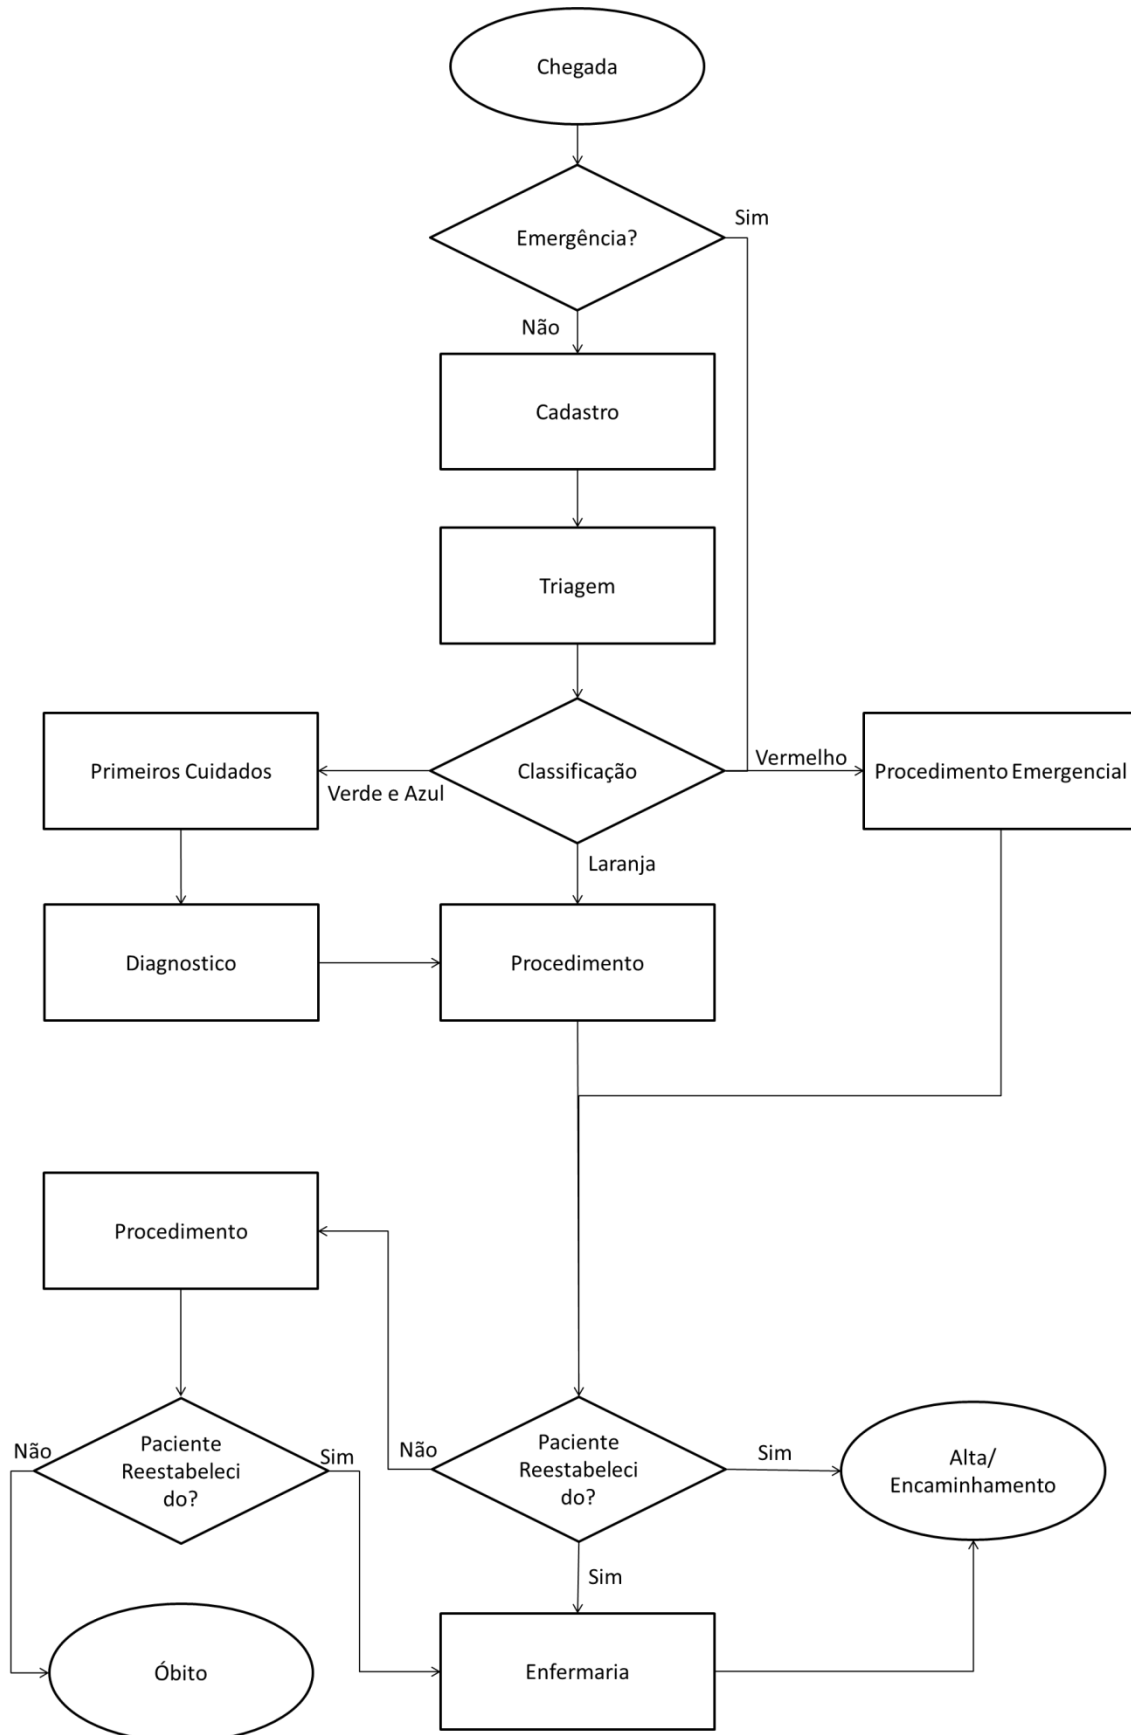 Chegada
Sim
Emergência?
Não
Cadastro
Triagem
Primeiros Cuidados
Classificação
Vermelho
Procedimento Emergencial
Verde e Azul
Laranja
Diagnostico
Procedimento
Procedimento
Não
Paciente
Reestabeleci
do?
Sim
Não
Paciente
Reestabeleci
do?
Sim
Alta/
Encaminhamento
Sim
Óbito
Enfermaria